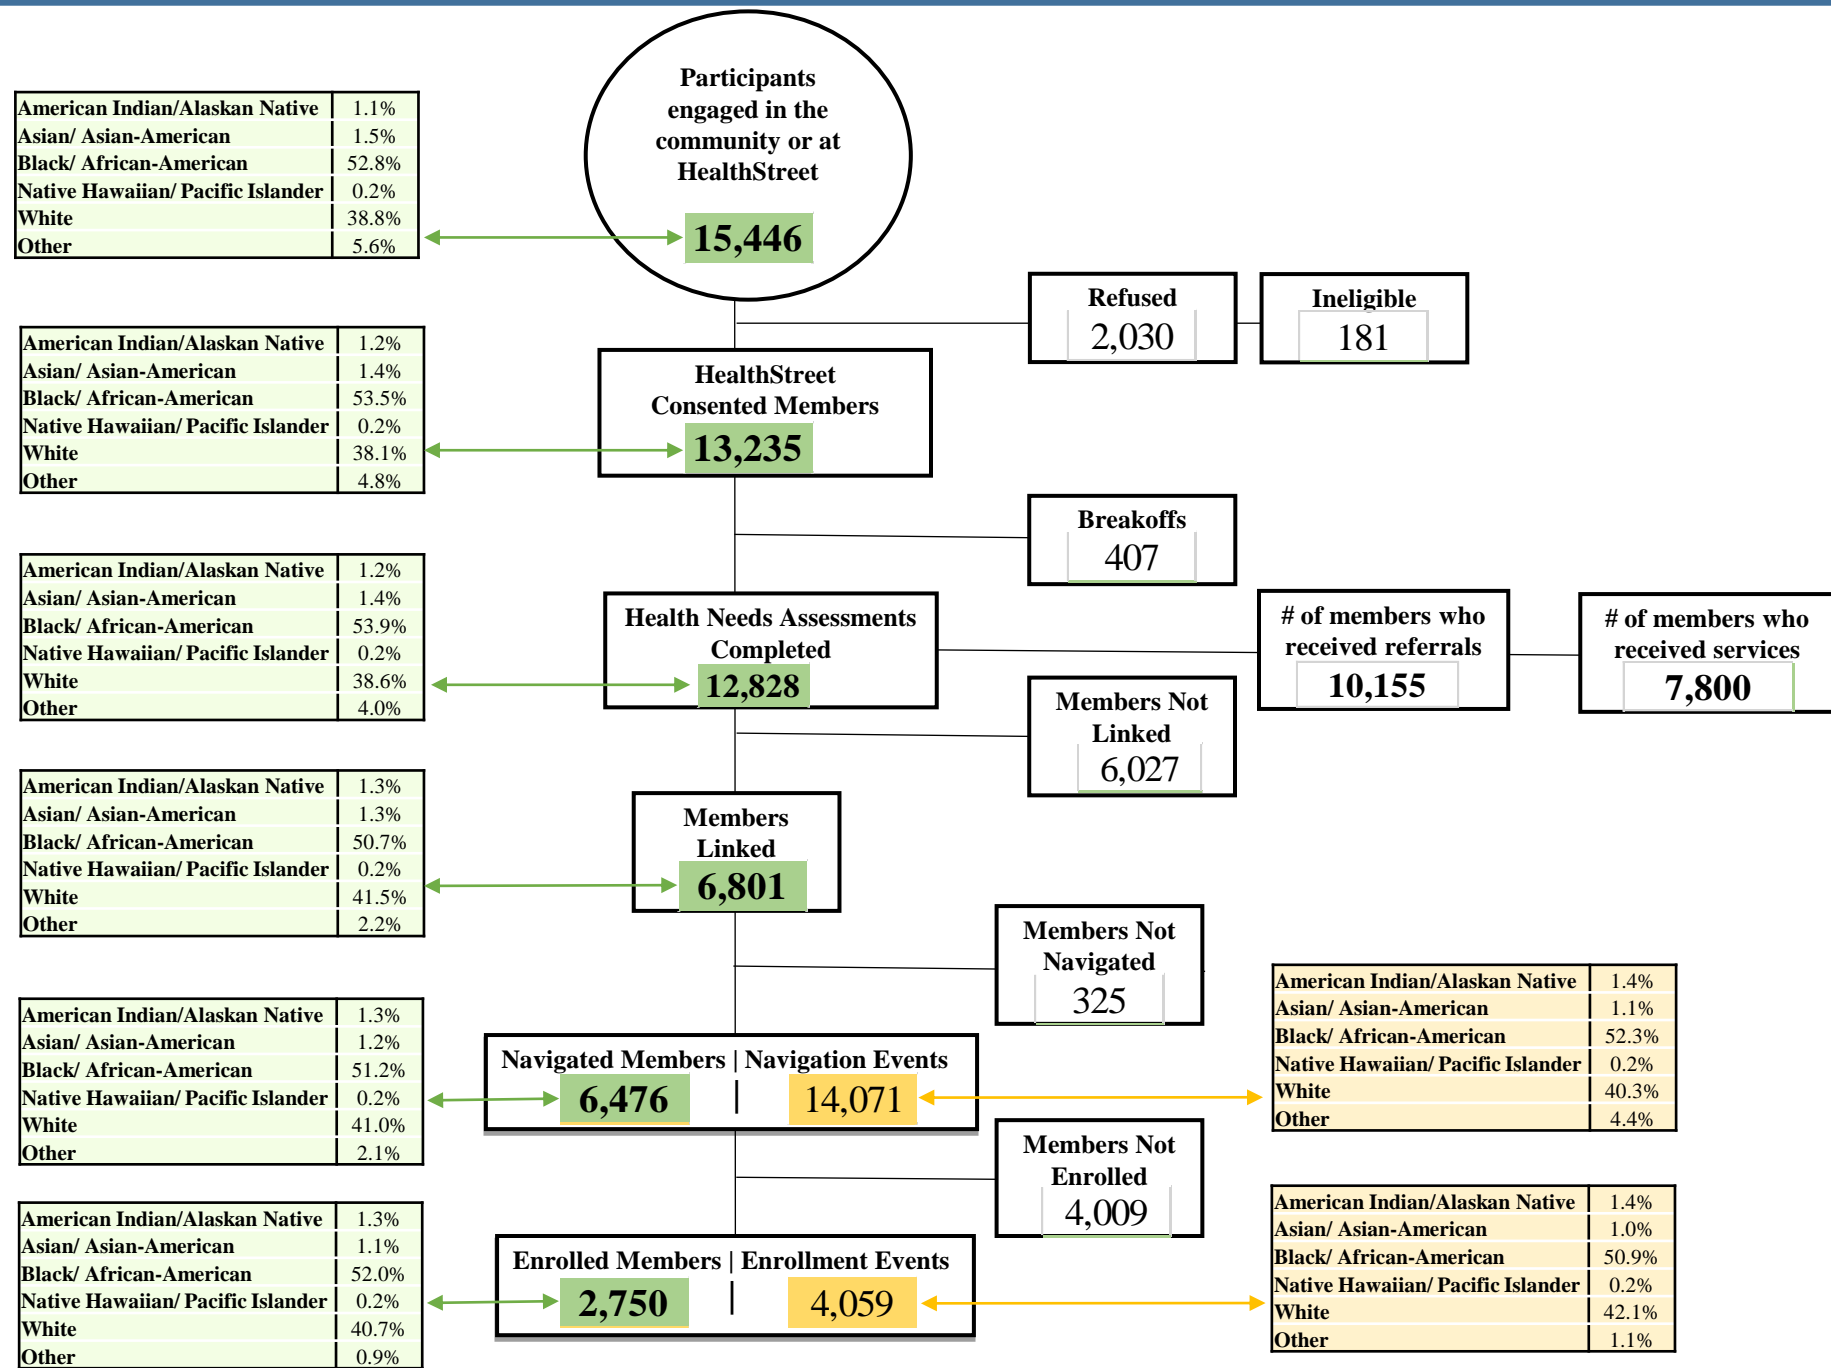 Participants
engaged in the
community or at
HealthStreet
15,446
American Indian/Alaskan Native 1.1%
Asian/ Asian-American 1.5%
Black/ African-American 52.8%
Native Hawaiian/ Pacific Islander 0.2%
White 38.8%
Other 5.6%
Refused
2,030
Ineligible
181
HealthStreet
Consented Members
13,235
American Indian/Alaskan Native 1.2%
Asian/ Asian-American 1.4%
Black/ African-American 53.5%
Native Hawaiian/ Pacific Islander 0.2%
White 38.1%
Other 4.8%
Breakoffs
407
Health Needs Assessments
Completed
12,828
American Indian/Alaskan Native 1.2%
Asian/ Asian-American 1.4%
Black/ African-American 53.9%
Native Hawaiian/ Pacific Islander 0.2%
White 38.6%
Other 4.0%
# of members who
received referrals
10,155
# of members who
received services
7,800
Members Not
Linked
6,027
Members
Linked
6,801
American Indian/Alaskan Native 1.3%
Asian/ Asian-American 1.3%
Black/ African-American 50.7%
Native Hawaiian/ Pacific Islander 0.2%
White 41.5%
Other 2.2%
Members Not
Navigated
325
American Indian/Alaskan Native 1.3%
Asian/ Asian-American 1.2%
Black/ African-American 51.2%
Native Hawaiian/ Pacific Islander 0.2%
White 41.0%
Other 2.1%
Navigated Members | Navigation Events
6,476 | 14,071
American Indian/Alaskan Native 1.4%
Asian/ Asian-American 1.1%
Black/ African-American 52.3%
Native Hawaiian/ Pacific Islander 0.2%
White 40.3%
Other 4.4%
Members Not
Enrolled
4,009
American Indian/Alaskan Native 1.3%
Asian/ Asian-American 1.1%
Black/ African-American 52.0%
Native Hawaiian/ Pacific Islander 0.2%
White 40.7%
Other 0.9%
Enrolled Members | Enrollment Events
2,750 | 4,059
American Indian/Alaskan Native 1.4%
Asian/ Asian-American 1.0%
Black/ African-American 50.9%
Native Hawaiian/ Pacific Islander 0.2%
White 42.1%
Other 1.1%